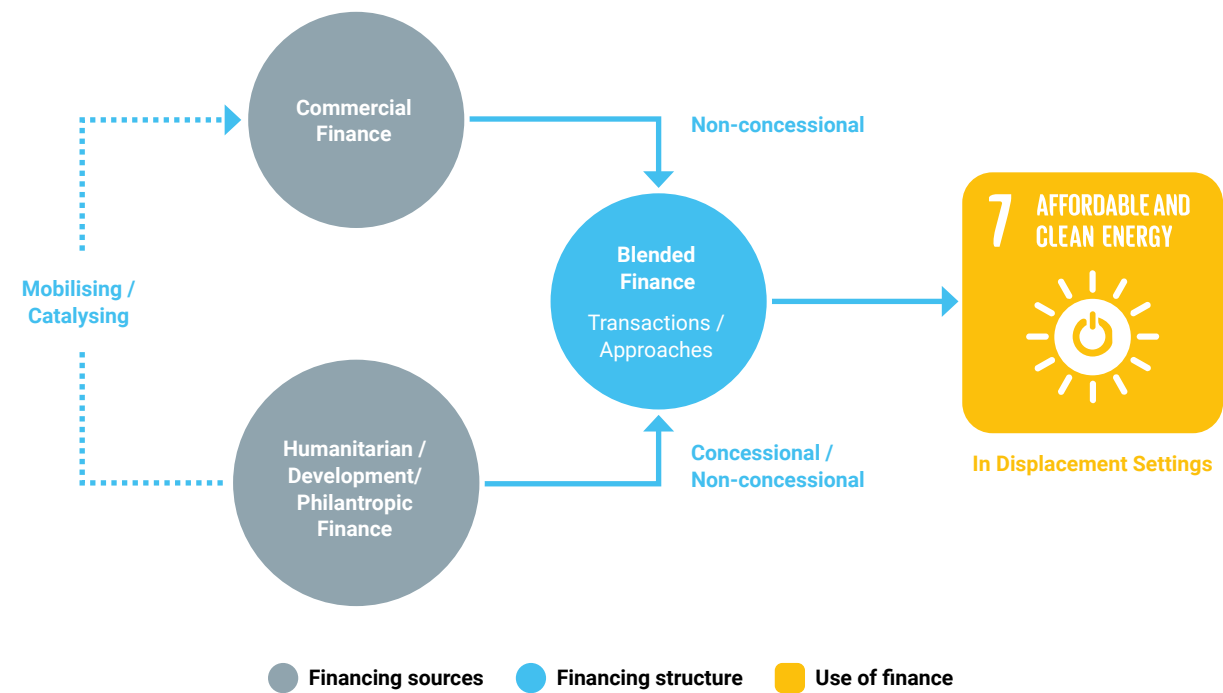 Commercial
Finance
Non-concessional
Mobilising /
Catalysing
Blended
Finance
Transactions /
Approaches
7 AFFORDABLE AND
CLEAN ENERGY
Humanitarian /
Development/
Philantropic
Finance
Concessional /
Non-concessional
In Displacement Settings
Financing sources
Financing structure
Use of finance